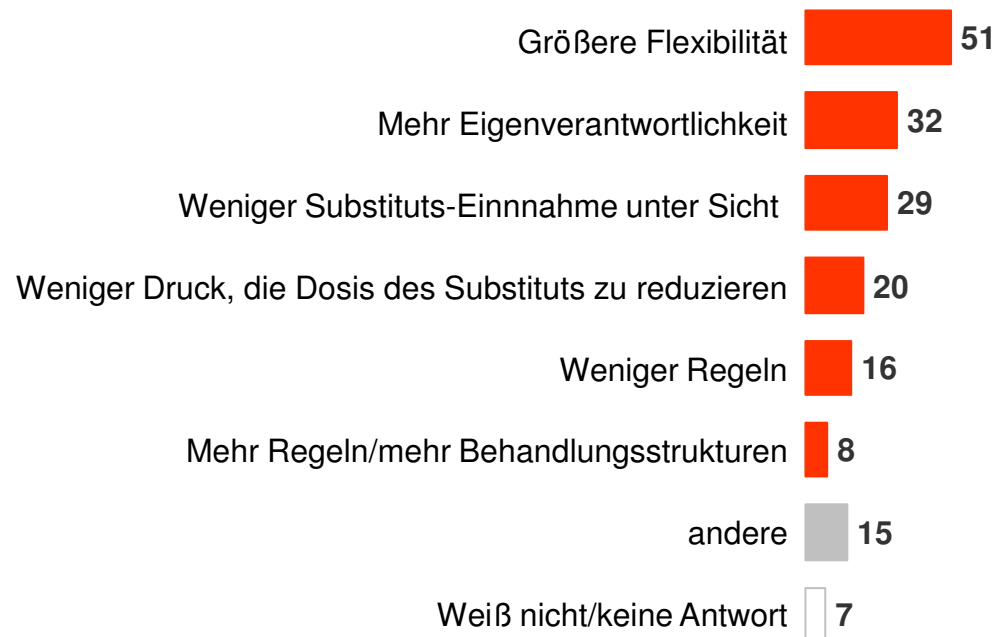 Größere Flexibilität 51
Mehr Eigenverantwortlichkeit 32
Weniger Substituts-Einnnahme unter Sicht 29
Weniger Druck, die Dosis des Substituts zu reduzieren 20
Weniger Regeln 16
Mehr Regeln/mehr Behandlungsstrukturen 8
andere 15
Weiß nicht/keine Antwort 7